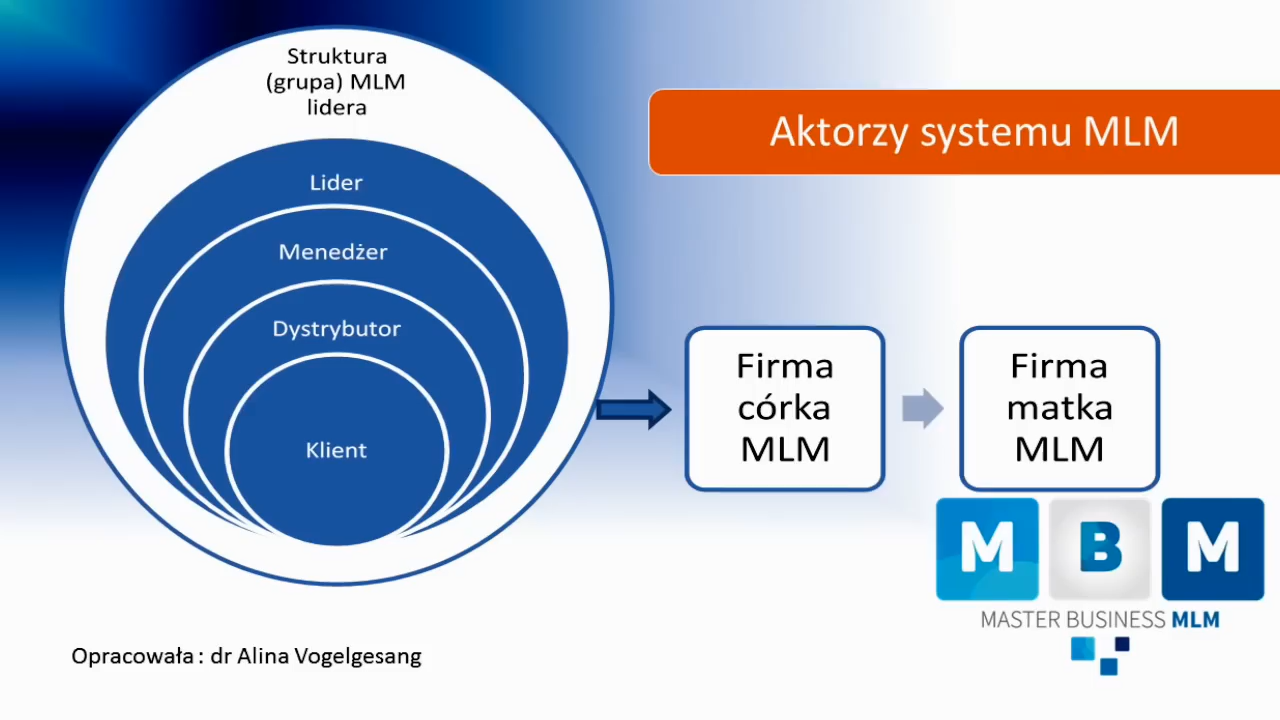 Struktura
(grupa) MLM
lidera
Lider
Menedżer
Dystrybutor
Klient
Aktorzy systemu MLM
Firma
córka
MLM
Firma
matka
MLM
M B M
MASTER BUSINESS MLM
Opracowała : dr Alina Vogelgesang